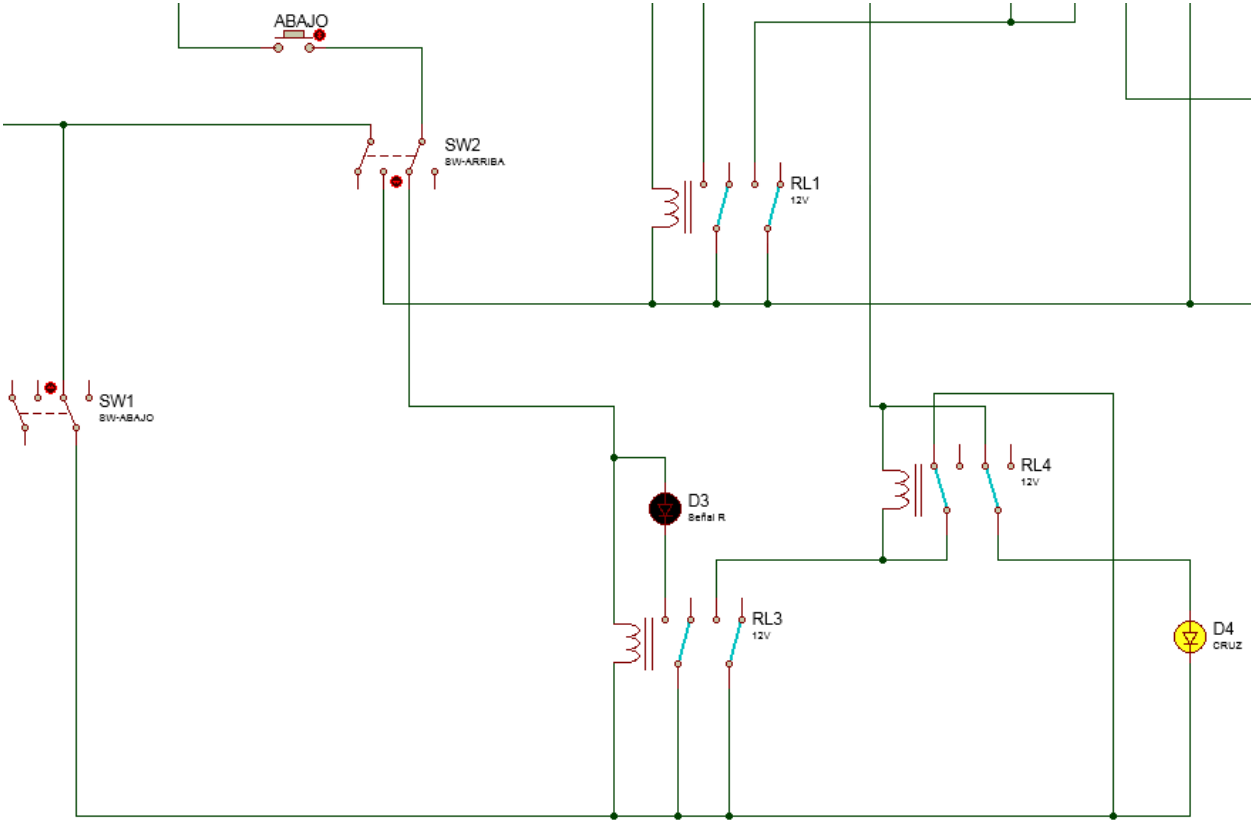 ABAJO
SW2
SW-ARRIBA
RL1
12V
SW1
SW-ABAJO
RL4
12V
D3
Señal R
RL3
12V
D4
CRUZ